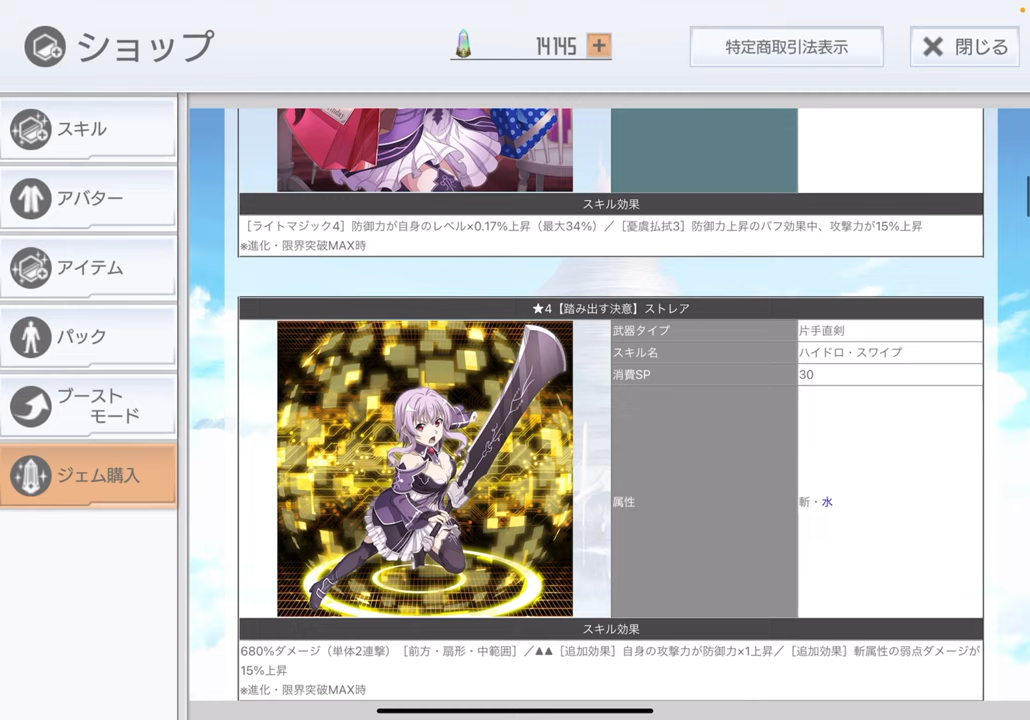 ショップ
14145
特定商取引法表示
閉じる
スキル
アバター
アイテム
パック
ブースト
モード
ジェム購入
スキル効果
［ライトマジック4］防御力が自身のレベル×0.17%上昇（最大34%）／［憂虞払拭3］防御力上昇のバフ効果中、攻撃力が15%上昇
※進化・限界突破MAX時
★4【踏み出す決意】ストレア
武器タイプ 片手直剣
スキル名 ハイドロ・スワイプ
消費SP 30
属性 斬・水
スキル効果
680%ダメージ（単体2連撃）［前方・扇形・中範囲］／▲▲［追加効果］自身の攻撃力が防御力×1上昇／［追加効果］斬属性の弱点ダメージが
15%上昇
※進化・限界突破MAX時